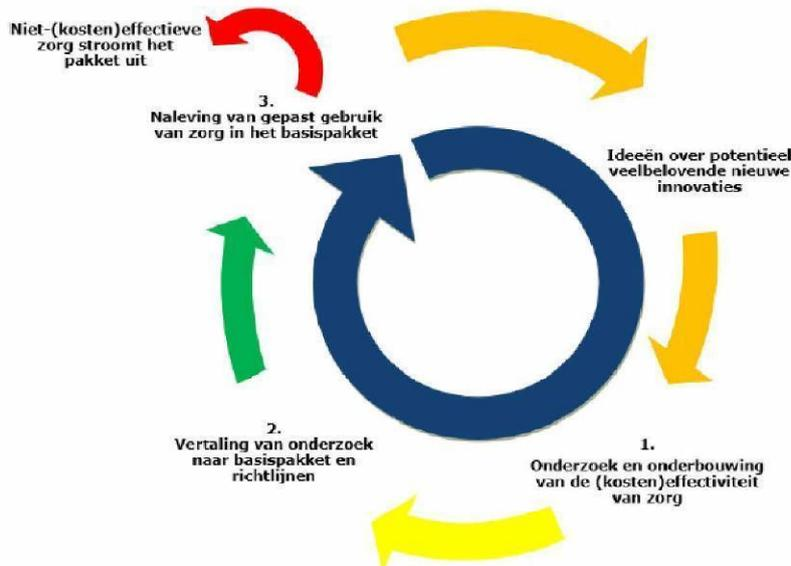 Niet-(kosten)effectieve
zorg stroomt het
pakket uit
3.
Naleving van gepast gebruik
van zorg in het basispakket
Ideeën over potentieel
veelbelovende nieuwe
innovaties
2.
Vertaling van onderzoek
naar basispakket en
richtlijnen
1.
Onderzoek en onderbouwing
van de (kosten)effectiviteit
van zorg